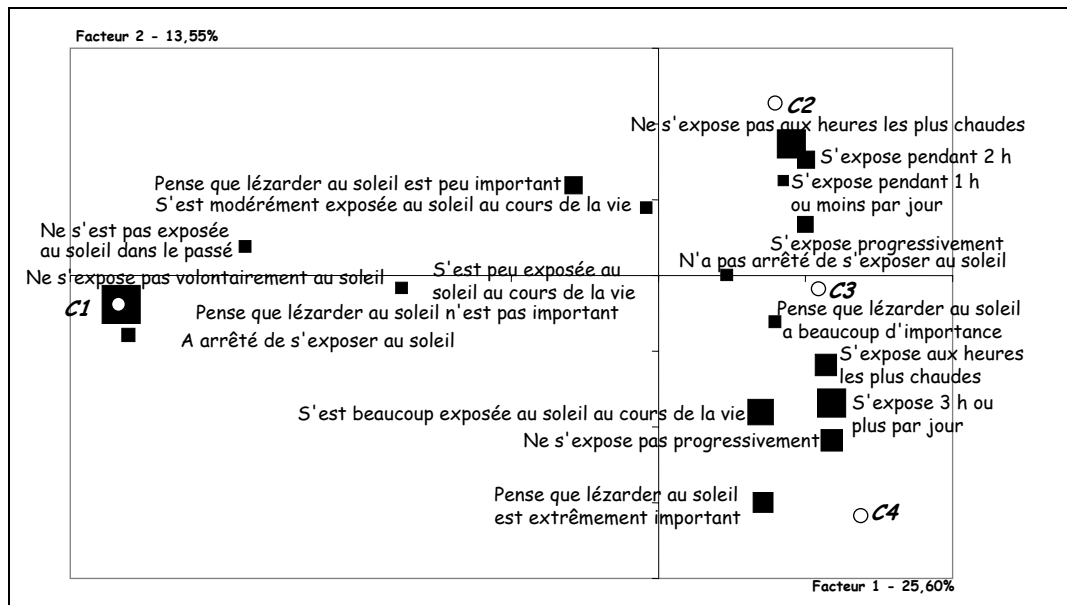 Facteur 2 - 13,55%
C2
Ne s'expose pas aux heures les plus chaudes
S'expose pendant 2 h
Pense que lézarder au soleil est peu important
S'expose pendant 1 h
ou moins par jour
S'est modérément exposée au soleil au cours de la vie
Ne s'est pas exposée
au soleil dans le passé
S'expose progressivement
N'a pas arrêté de s'exposer au soleil
Ne s'expose pas volontairement au soleil
S'est peu exposée au
soleil au cours de la vie
C3
C1
Pense que lézarder au soleil n'est pas important
Pense que lézarder au soleil
a beaucoup d'importance
A arrêté de s'exposer au soleil
S'expose aux heures
les plus chaudes
S'expose 3 h ou
plus par jour
S'est beaucoup exposée au soleil au cours de la vie
Ne s'expose pas progressivement
Pense que lézarder au soleil
est extrêmement important
C4
Facteur 1 - 25,60%